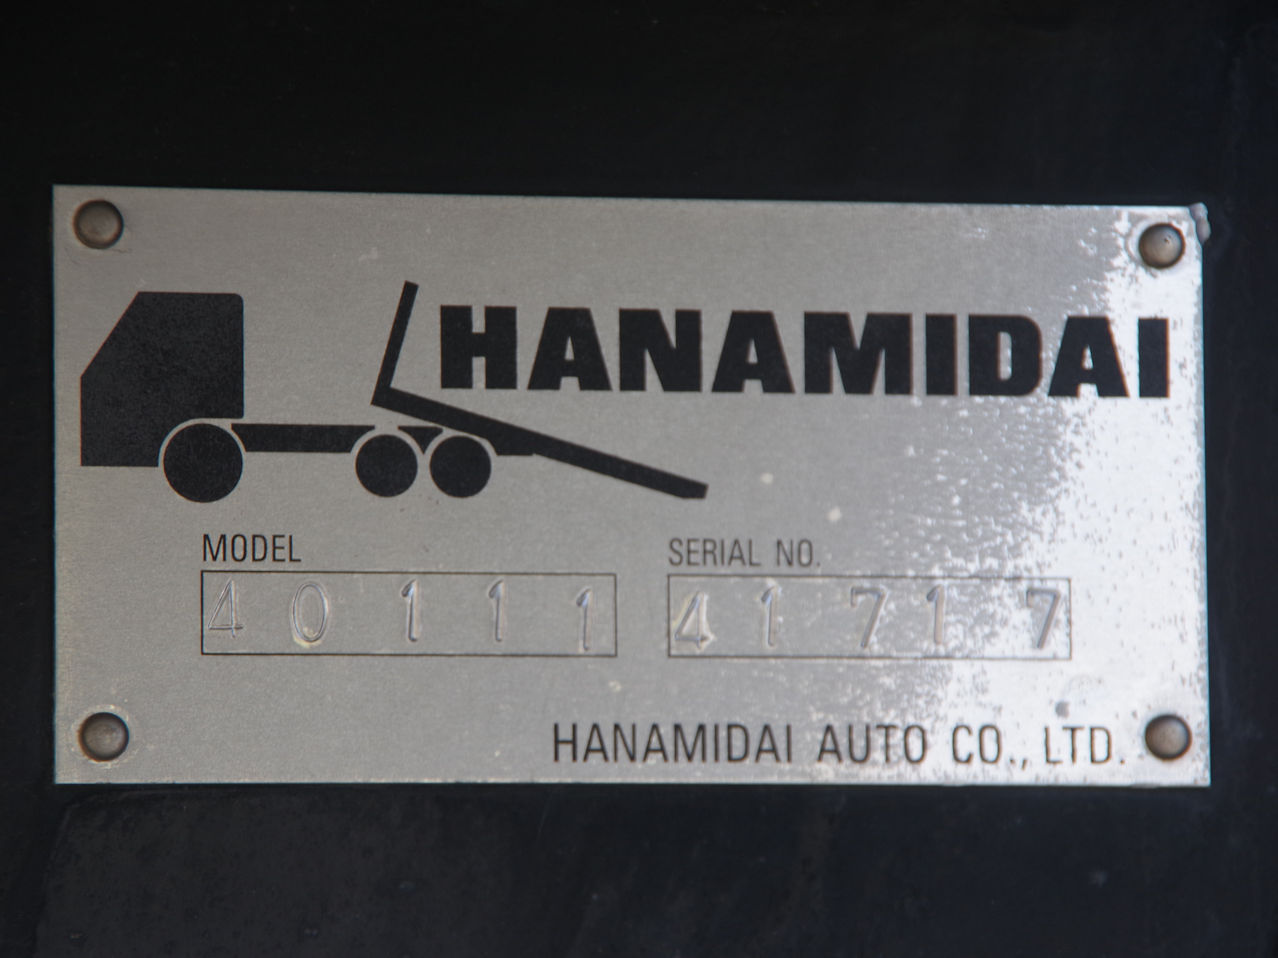 HANAMIDAI
MODEL SERIAL NO.
40111 41717
HANAMIDAI AUTO CO., LTD.